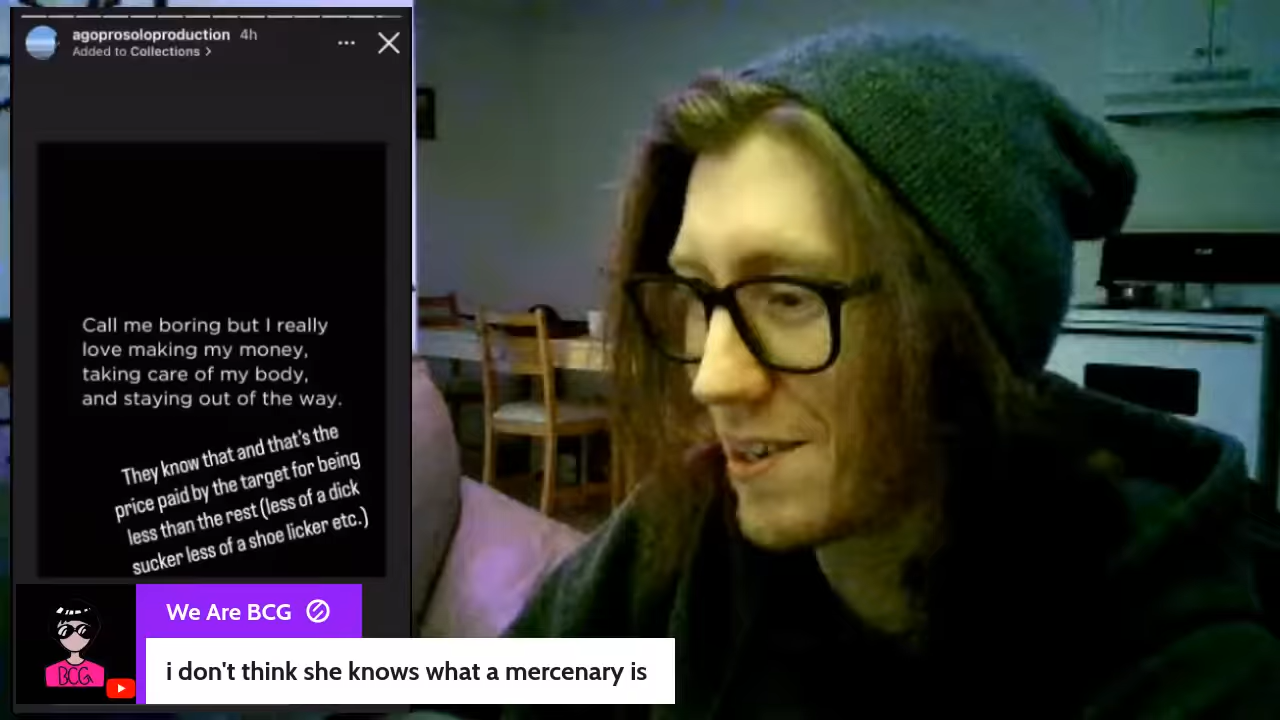 agoprosoloproduction 4h
Added to Collections >
Call me boring but I really
love making my money,
taking care of my body,
and staying out of the way.
They know that and that's the
price paid by the target for being
less than the rest (less of a dick
sucker less of a shoe licker etc.)
BCG
We Are BCG
i don't think she knows what a mercenary is